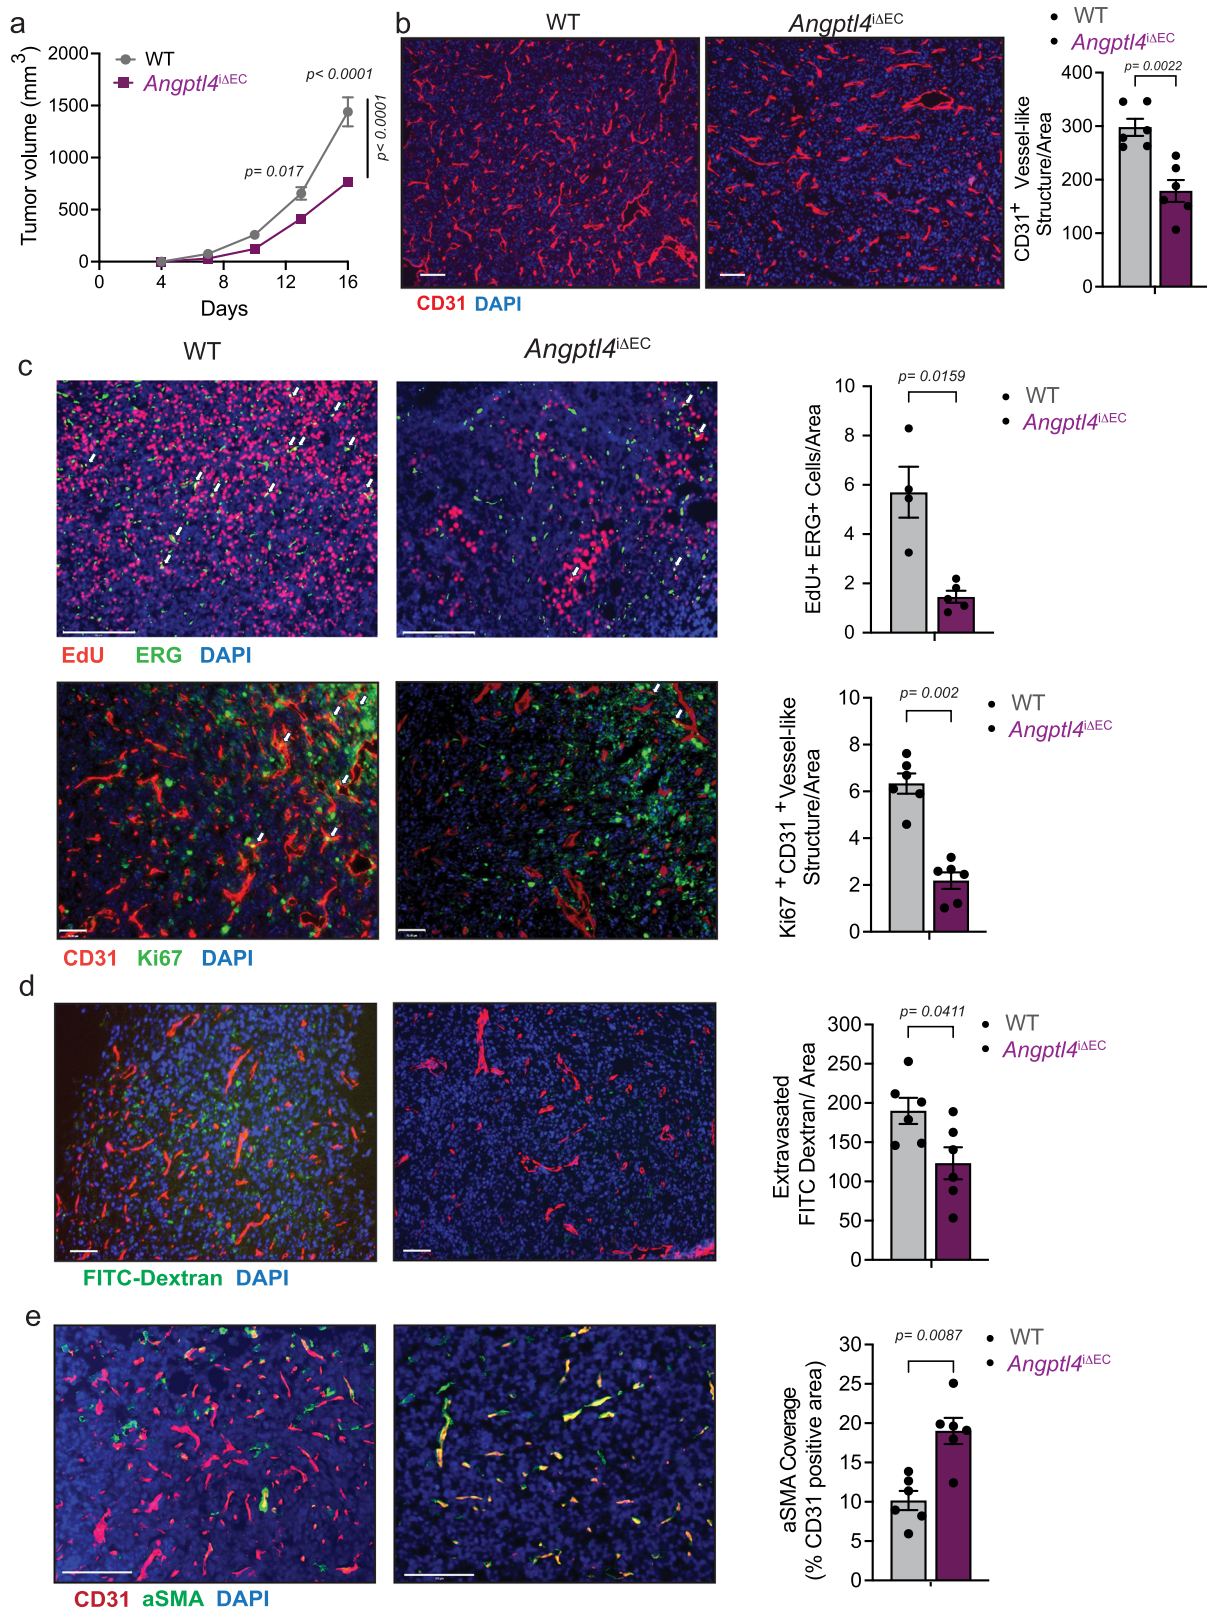 a
Tumor volume (mm3)
2000
1500
1000
500
0
0
4
8
12
16
Days
WT
Angptl4iΔEC
p= 0.017
p< 0.0001
p< 0.0001
b
WT
Angptl4iΔEC
CD31 DAPI
WT
Angptl4iΔEC
p= 0.0022
CD31+ Vessel-like
Structure/Area
400
300
200
100
0
c
WT
Angptl4iΔEC
EdU ERG DAPI
EdU+ ERG+ Cells/Area
10
8
6
4
2
0
p= 0.0159
WT
Angptl4iΔEC
CD31 Ki67 DAPI
Ki67 + CD31 + Vessel-like
Structure/Area
10
8
6
4
2
0
p= 0.002
WT
Angptl4iΔEC
d
FITC-Dextran DAPI
Extravasated
FITC Dextran/ Area
300
250
200
150
100
50
0
p= 0.0411
WT
Angptl4iΔEC
e
CD31 aSMA DAPI
aSMA Coverage
(% CD31 positive area)
30
25
20
15
10
5
0
p= 0.0087
WT
Angptl4iΔEC